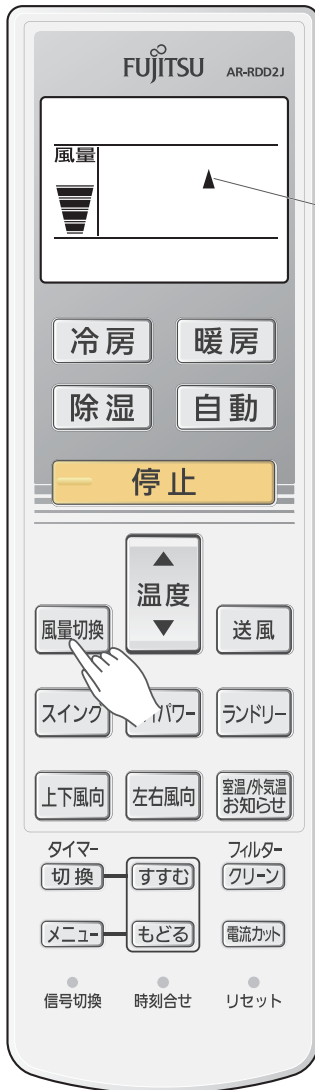 FUJITSU AR-RDD2J
風量
冷房 暖房
除湿 自動
停止
温度
風量切換 送風
スイング パワー ランドリー
上下風向 左右風向 室温/外気温
お知らせ
タイマー フィルター
切換 すすむ クリーン
メニュー もどる 電流カット
信号切換 時刻合せ リセット